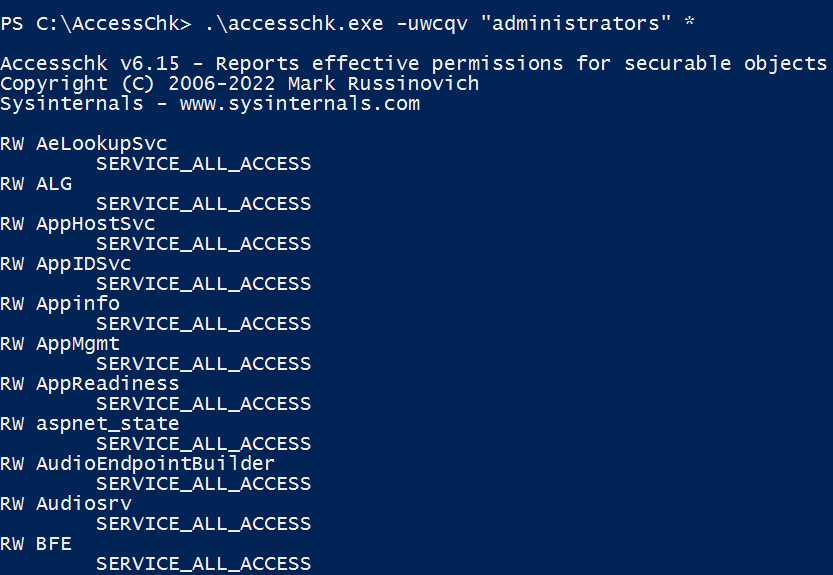 PS C:\AccessChk> .\accesschk.exe -uwcqv "administrators" *
Accesschk v6.15 - Reports effective permissions for securable objects
Copyright (C) 2006-2022 Mark Russinovich
Sysinternals - www.sysinternals.com
RW AeLookupSvc
SERVICE_ALL_ACCESS
RW ALG
SERVICE_ALL_ACCESS
RW AppHostSvc
SERVICE_ALL_ACCESS
RW AppIDSvc
SERVICE_ALL_ACCESS
RW Appinfo
SERVICE_ALL_ACCESS
RW AppMgmt
SERVICE_ALL_ACCESS
RW AppReadiness
SERVICE_ALL_ACCESS
RW aspnet_state
SERVICE_ALL_ACCESS
RW AudioEndpointBuilder
SERVICE_ALL_ACCESS
RW Audiosrv
SERVICE_ALL_ACCESS
RW BFE
SERVICE_ALL_ACCESS